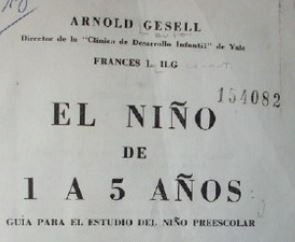 ARNOLD GESELL
Director de la "Clínica de Desarrollo Infantil" de Yale
FRANCES L. ILG
154082
EL NIÑO
DE
1 A 5 AÑOS
GUÍA PARA EL ESTUDIO DEL NIÑO PREESCOLAR